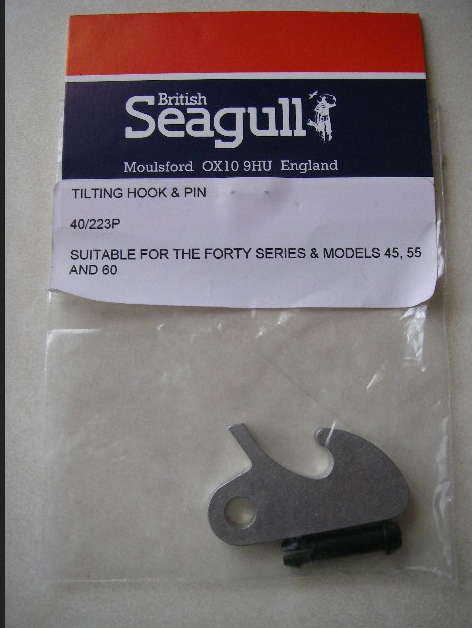 British
Seagull
Moulsford OX10 9HU England
TILTING HOOK & PIN
40/223P
SUITABLE FOR THE FORTY SERIES & MODELS 45, 55
AND 60